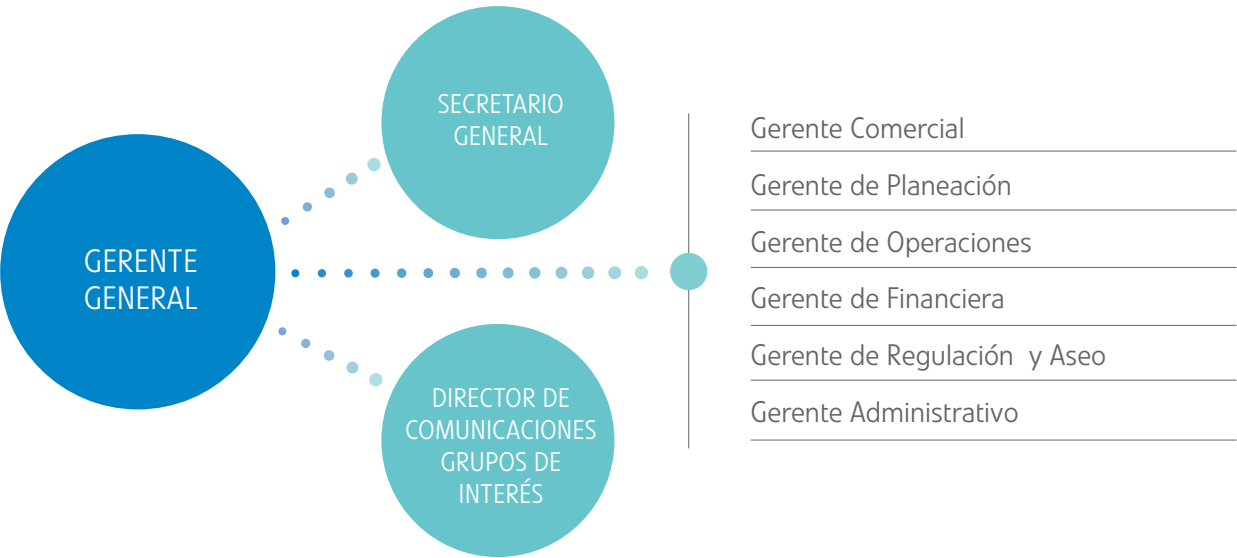 GERENTE
GENERAL
SECRETARIO
GENERAL
DIRECTOR DE
COMUNICACIONES
GRUPOS DE
INTERÉS
Gerente Comercial
Gerente de Planeación
Gerente de Operaciones
Gerente de Financiera
Gerente de Regulación  y Aseo
Gerente Administrativo